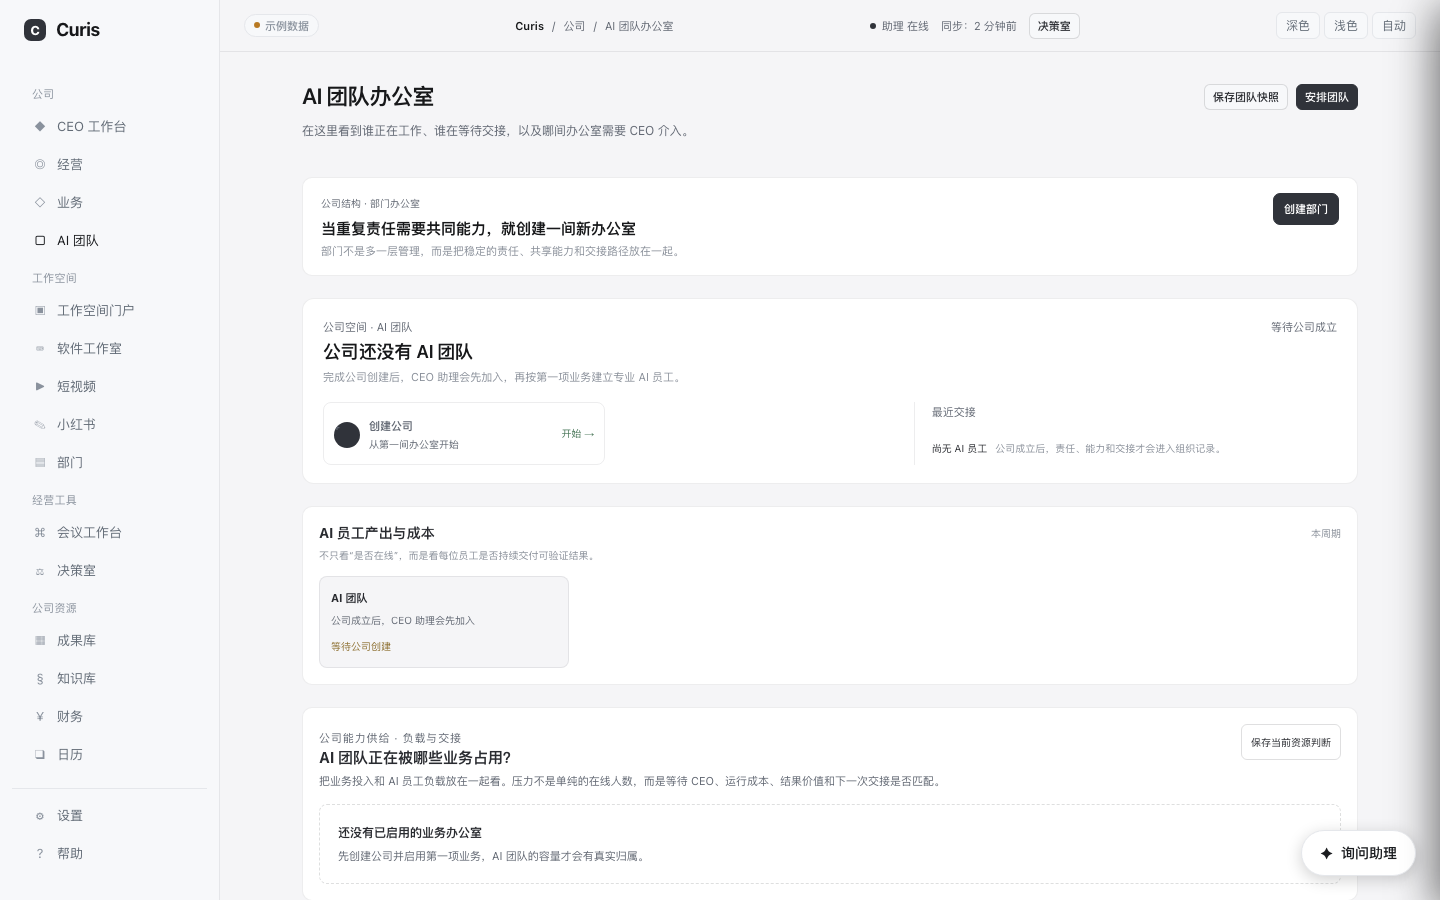 C Curis
公司
CEO 工作台
经营
业务
AI 团队
工作空间
工作空间门户
软件工作室
短视频
小红书
部门
经营工具
会议工作台
决策室
公司资源
成果库
§ 知识库
¥ 财务
日历
设置
? 帮助
示例数据
Curis / 公司 / AI 团队办公室
助理 在线 同步：2 分钟前 决策室
深色 浅色 自动
AI 团队办公室
保存团队快照 安排团队
在这里看到谁正在工作、谁在等待交接，以及哪间办公室需要 CEO 介入。
公司结构 · 部门办公室
当重复责任需要共同能力，就创建一间新办公室
部门不是多一层管理，而是把稳定的责任、共享能力和交接路径放在一起。
创建部门
公司空间 · AI 团队
等待公司成立
公司还没有 AI 团队
完成公司创建后，CEO 助理会先加入，再按第一项业务建立专业 AI 员工。
创建公司
从第一间办公室开始
开始 →
最近交接
尚无 AI 员工 公司成立后，责任、能力和交接才会进入组织记录。
AI 员工产出与成本
本周期
不只看“是否在线”，而是看每位员工是否持续交付可验证结果。
AI 团队
公司成立后，CEO 助理会先加入
等待公司创建
公司能力供给 · 负载与交接
AI 团队正在被哪些业务占用？
把业务投入和 AI 员工负载放在一起看。压力不是单纯的在线人数，而是等待 CEO、运行成本、结果价值和下一次交接是否匹配。
保存当前资源判断
还没有已启用的业务办公室
先创建公司并启用第一项业务，AI 团队的容量才会有真实归属。
询问助理